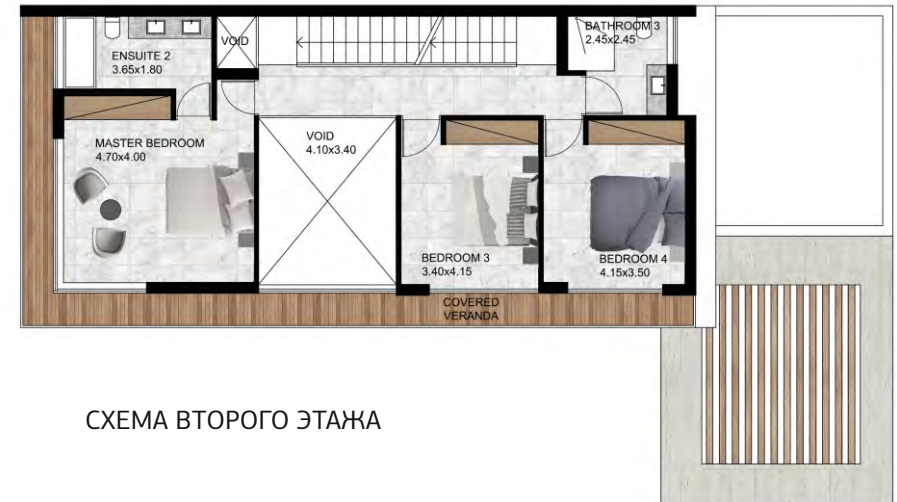 ENSUITE 2
3.65x1.80
VOID
BATHROOM 3
2.45x2.45
MASTER BEDROOM
4.70x4.00
VOID
4.10x3.40
BEDROOM 3
3.40x4.15
BEDROOM 4
4.15x3.50
COVERED
VERANDA
СХЕМА ВТОРОГО ЭТАЖА